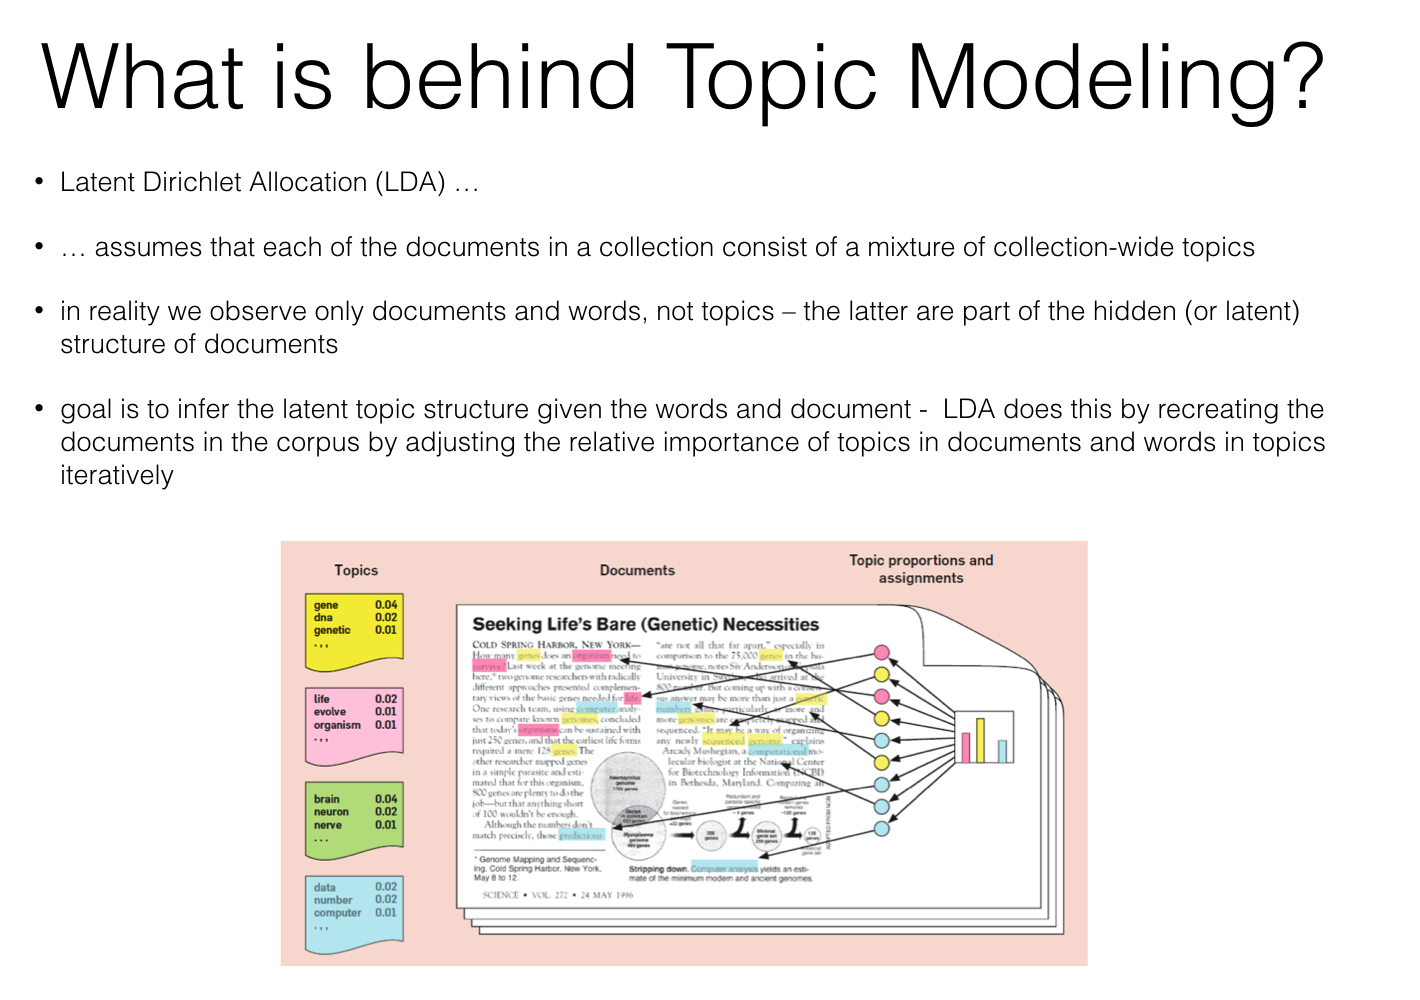 What is behind Topic Modeling?
• Latent Dirichlet Allocation (LDA) …
• … assumes that each of the documents in a collection consist of a mixture of collection-wide topics
• in reality we observe only documents and words, not topics – the latter are part of the hidden (or latent)
structure of documents
• goal is to infer the latent topic structure given the words and document -  LDA does this by recreating the
documents in the corpus by adjusting the relative importance of topics in documents and words in topics
iteratively
Topics
gene 0.04
dna 0.02
genetic 0.01
...
life 0.02
evolve 0.01
organism 0.01
...
brain 0.04
neuron 0.02
nerve 0.01
...
data 0.02
number 0.02
computer 0.01
...
Documents
Topic proportions and
assignments
Seeking Life's Bare (Genetic) Necessities
COLD SPRING HARBOR, NEW YORK—
How many genes does an organism need to
survive? Last week at the genome meeting
here,* two genome researchers with radically
different approaches presented complemen-
tary views of the basic genes needed for life.
One research team, using computer analy-
ses to compare known genomes, concluded
that today's organisms can be sustained with
just 250 genes, and that the earliest life forms
required a mere 128 genes. The
other researcher mapped genes
in a simple parasite and esti-
mated that for this organism,
800 genes are plenty to do the
job—but that anything short
of 100 wouldn't be enough.
Although the numbers don't
match precisely, those predictions
* Genome Mapping and Sequenc-
ing, Cold Spring Harbor, New York,
May 8 to 12.
"are not all that far apart," especially in
comparison to the 75,000 genes in the hu-
genome, notes Siv Andersson
University in arrived at the
800 number. But coming up with a
answer may be more than just a genetic
numbers particularly more and
more genomes are completely mapped and
sequenced. "It may be a way of organizing
any newly sequenced genome," explains
Arcady Mushegian, a computational mo-
lecular biologist at the National Center
for Biotechnology Information (NCBI)
in Bethesda, Maryland. Comparing an
Haemophilus
genome
1703 genes
Genes
in common
233 genes
Mycoplasma
genome
469 genes
Stripping down. Computer analysis yields an esti-
mate of the minimum modern and ancient genomes.
SCIENCE • VOL. 272 • 24 MAY 1996